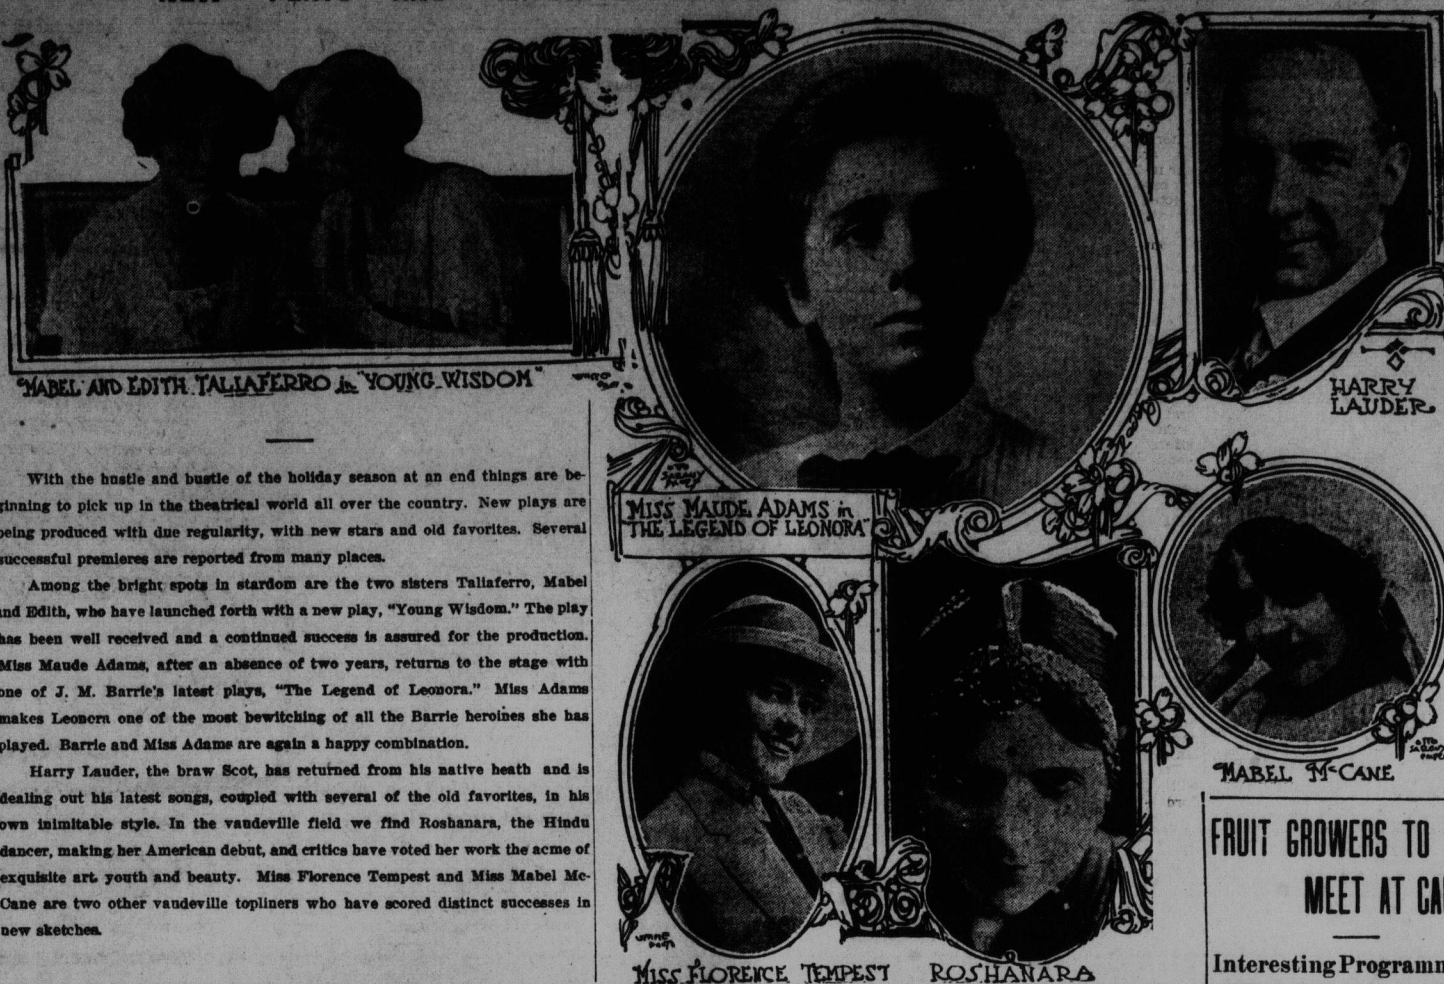 "MABEL AND EDITH TALIAFERRO in "YOUNG WISDOM"
With the hustle and bustle of the holiday season at an end things are be-
ginning to pick up in the theatrical world all over the country. New plays are
being produced with due regularity, with new stars and old favorites. Several
successful premieres are reported from many places.
Among the bright spots in stardom are the two sisters Taliaferro, Mabel
and Edith, who have launched forth with a new play, "Young Wisdom." The play
has been well received and a continued success is assured for the production.
Miss Maude Adams, after an absence of two years, returns to the stage with
one of J. M. Barrie's latest plays, "The Legend of Leonora." Miss Adams
makes Leonora one of the most bewitching of all the Barrie heroines she has
played. Barrie and Miss Adams are again a happy combination.
Harry Lauder, the braw Scot, has returned from his native heath and is
dealing out his latest songs, coupled with several of the old favorites, in his
own inimitable style. In the vaudeville field we find Roshanara, the Hindu
dancer, making her American debut, and critics have voted her work the acme of
exquisite art, youth and beauty. Miss Florence Tempest and Miss Mabel Mc-
Cane are two other vaudeville topliners who have scored distinct successes in
new sketches.
MISS MAUDE ADAMS in
"THE LEGEND OF LEONORA"
HARRY
LAUDER
MABEL McCANE
MISS FLORENCE TEMPEST
ROSHANARA
FRUIT GROWERS TO
MEET AT CA
Interesting Programm